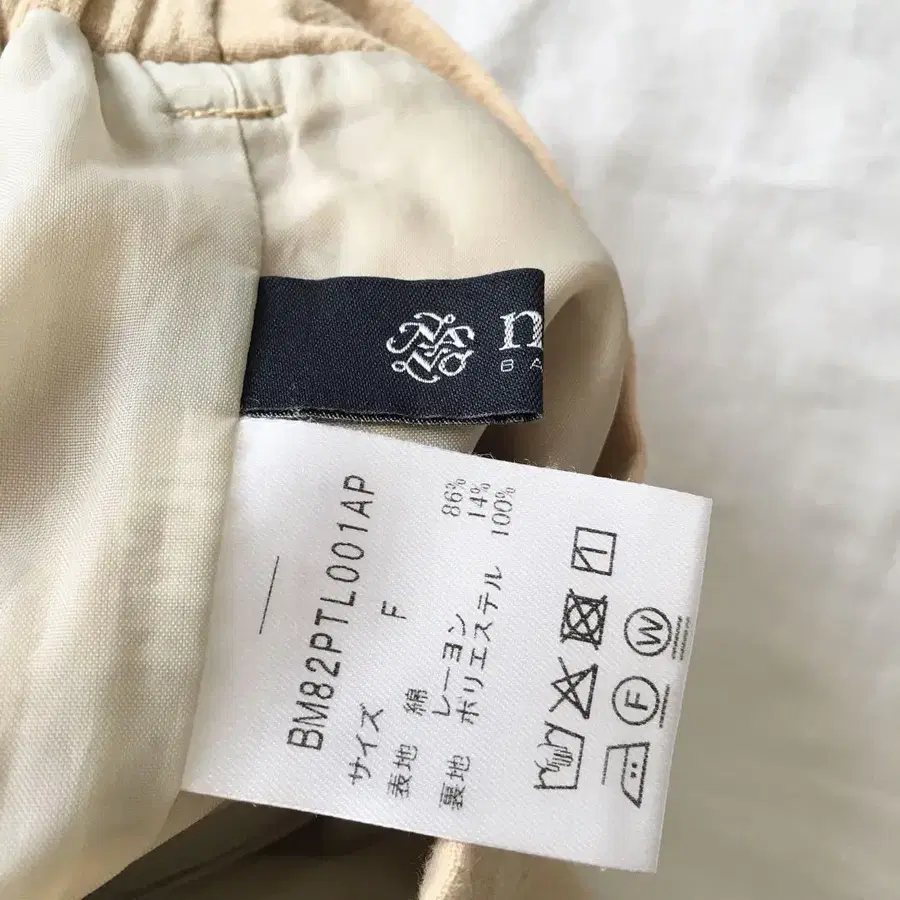 n
BA
BM82PTL001AP
サイズ F
表地 綿 86%
レーヨン 14%
裏地 ポリエステル 100%
W
F